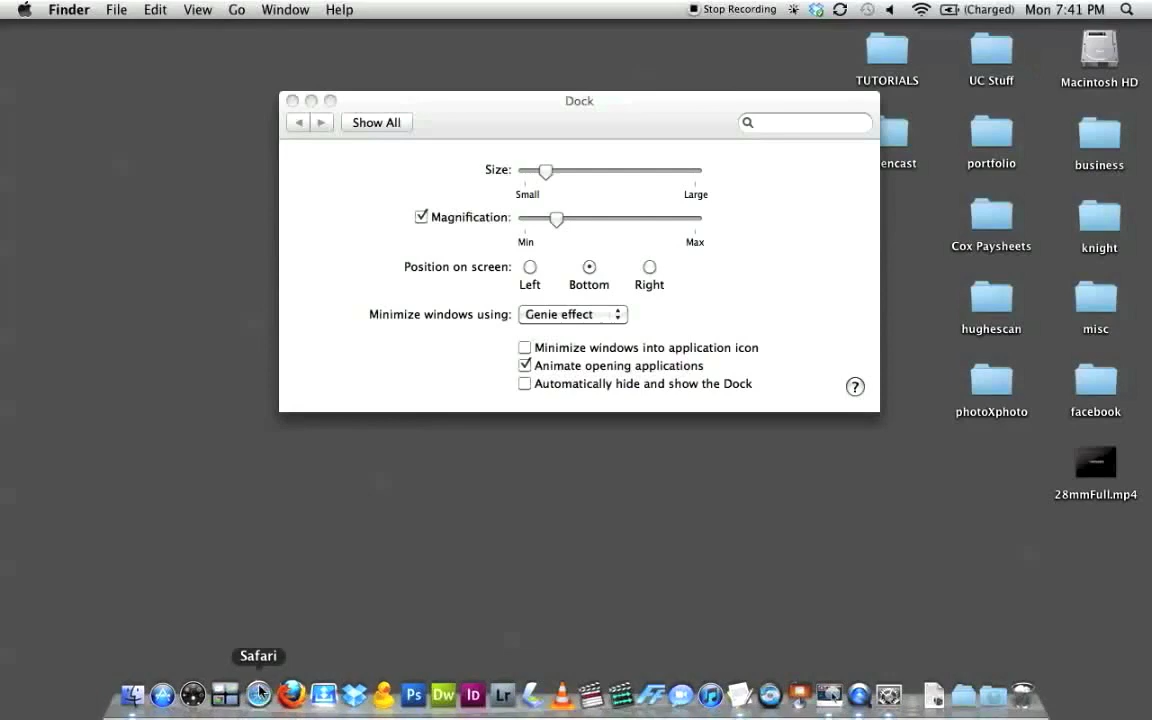 Finder File Edit View Go Window Help Stop Recording (Charged) Mon 7:41 PM
TUTORIALS UC Stuff Macintosh HD
Dock
Show All
encast portfolio business
Size:
Small Large
Magnification:
Min Max
Cox Paysheets knight
Position on screen:
Left Bottom Right
Minimize windows using: Genie effect
hughescan misc
Minimize windows into application icon
Animate opening applications
Automatically hide and show the Dock
?
photoXphoto facebook
28mmFull.mp4
Safari
Ps Dw Id Lr